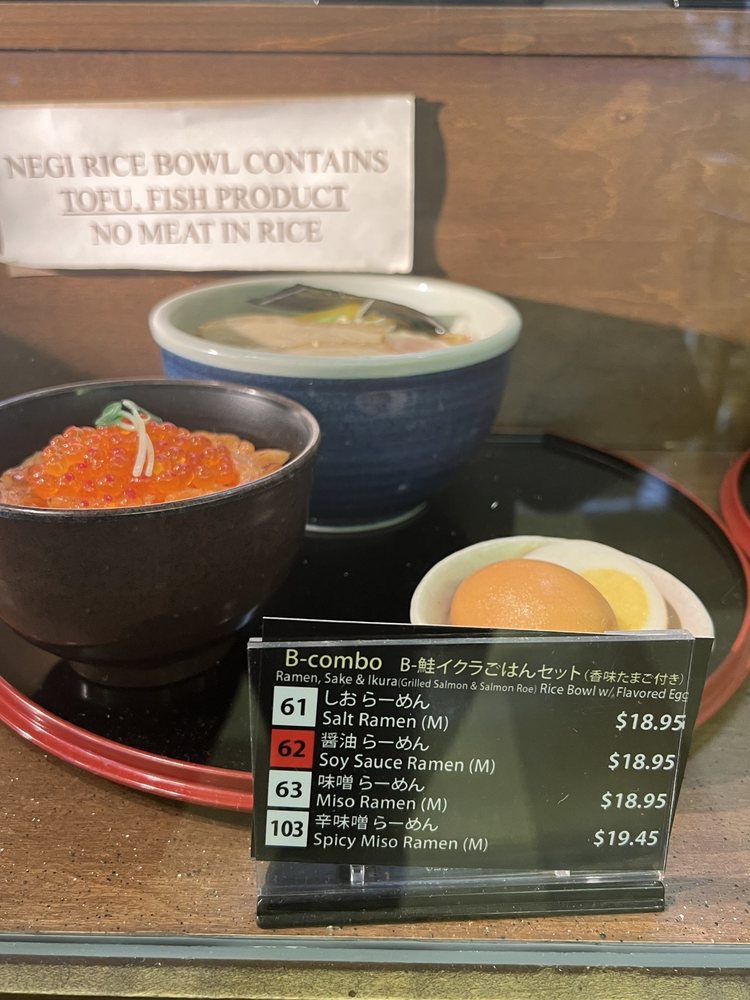 NEGI RICE BOWL CONTAINS
TOFU, FISH PRODUCT
NO MEAT IN RICE
B-combo B-鮭イクラごはんセット(香味たまご付き)
Ramen, Sake & Ikura(Grilled Salmon & Salmon Roe) Rice Bowl w/ Flavored Egg
61 しおらーめん
Salt Ramen (M) $18.95
62 醤油らーめん
Soy Sauce Ramen (M) $18.95
63 味噌らーめん
Miso Ramen (M) $18.95
103 辛味噌らーめん
Spicy Miso Ramen (M) $19.45